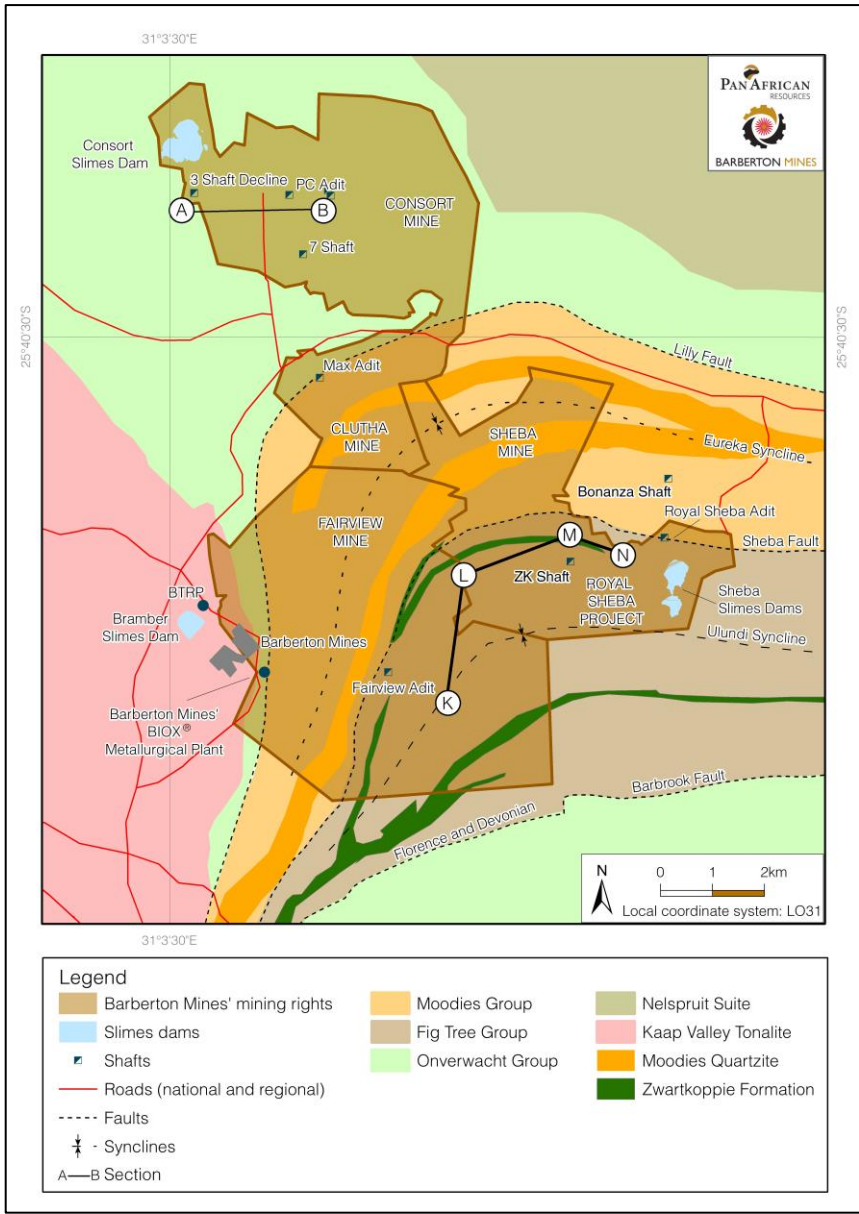 31°3'30"E
PAN AFRICAN
RESOURCES
BARBERTON MINES
Consort
Slimes Dam
3 Shaft Decline
PC Adit
CONSORT
MINE
A
B
7 Shaft
25°40'30"S
25°40'30"S
Lilly Fault
Max Adit
CLUTHA
MINE
SHEBA
MINE
Eureka Syncline
Bonanza Shaft
FAIRVIEW
MINE
Royal Sheba Adit
M
N
Sheba Fault
L
ZK Shaft
ROYAL
SHEBA
PROJECT
Sheba
Slimes Dams
BTRP
Bramber
Slimes Dam
Ulundi Syncline
Barberton Mines
Fairview Adit
K
Barberton Mines'
BIOX®
Metallurgical Plant
Barbrook Fault
Florence and Devonian
N
0 1 2km
Local coordinate system: LO31
31°3'30"E
Legend
Barberton Mines' mining rights
Slimes dams
Shafts
Roads (national and regional)
Faults
Synclines
A—B Section
Moodies Group
Fig Tree Group
Onverwacht Group
Nelspruit Suite
Kaap Valley Tonalite
Moodies Quartzite
Zwartkoppie Formation